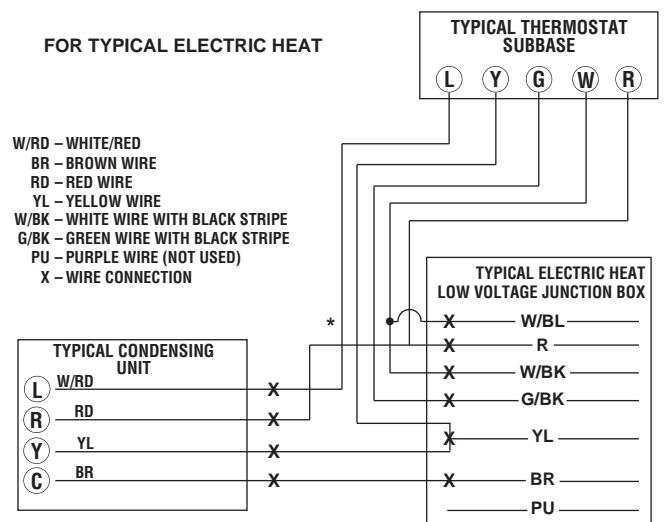 FOR TYPICAL ELECTRIC HEAT
TYPICAL THERMOSTAT
SUBBASE
L Y G W R
W/RD – WHITE/RED
BR – BROWN WIRE
RD – RED WIRE
YL – YELLOW WIRE
W/BK – WHITE WIRE WITH BLACK STRIPE
G/BK – GREEN WIRE WITH BLACK STRIPE
PU – PURPLE WIRE (NOT USED)
X – WIRE CONNECTION
TYPICAL ELECTRIC HEAT
LOW VOLTAGE JUNCTION BOX
*
X W/BL
X R
X W/BK
X G/BK
X YL
X BR
PU
TYPICAL CONDENSING
UNIT
L W/RD X
R RD X
Y YL X
C BR X